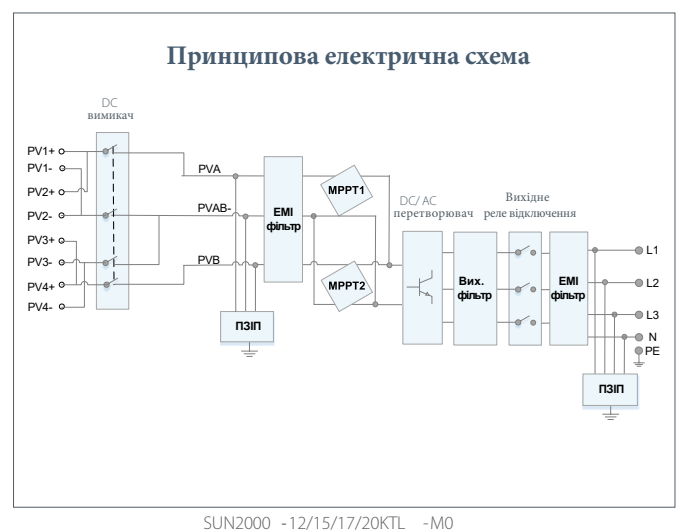 Принципова електрична схема
DC
вимикач
PV1+
PV1-
PV2+
PV2-
PV3+
PV3-
PV4+
PV4-
PVA
PVAB-
PVB
ПЗІП
EMI
фільтр
MPPT1
MPPT2
DC/ AC
перетворювач
Вих.
фільтр
Вихідне
реле відключення
EMI
фільтр
L1
L2
L3
N
PE
ПЗІП
SUN2000 -12/15/17/20KTL -M0